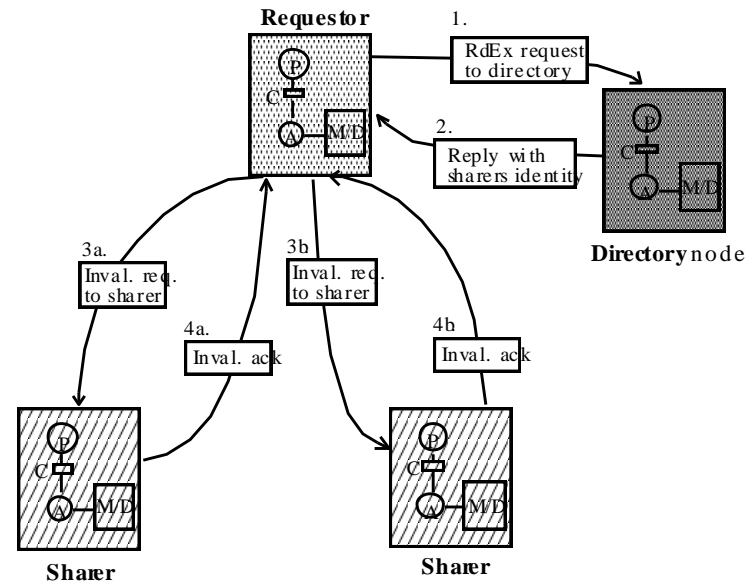 Requestor
1.
RdEx request
to directory
P
C
A
M/D
2.
Reply with
sharers identity
P
C
A
M/D
Directory node
3a.
Inval. req.
to sharer
3b.
Inval. req.
to sharer
4a.
Inval. ack
4b.
Inval. ack
P
C
A
M/D
Sharer
P
C
A
M/D
Sharer